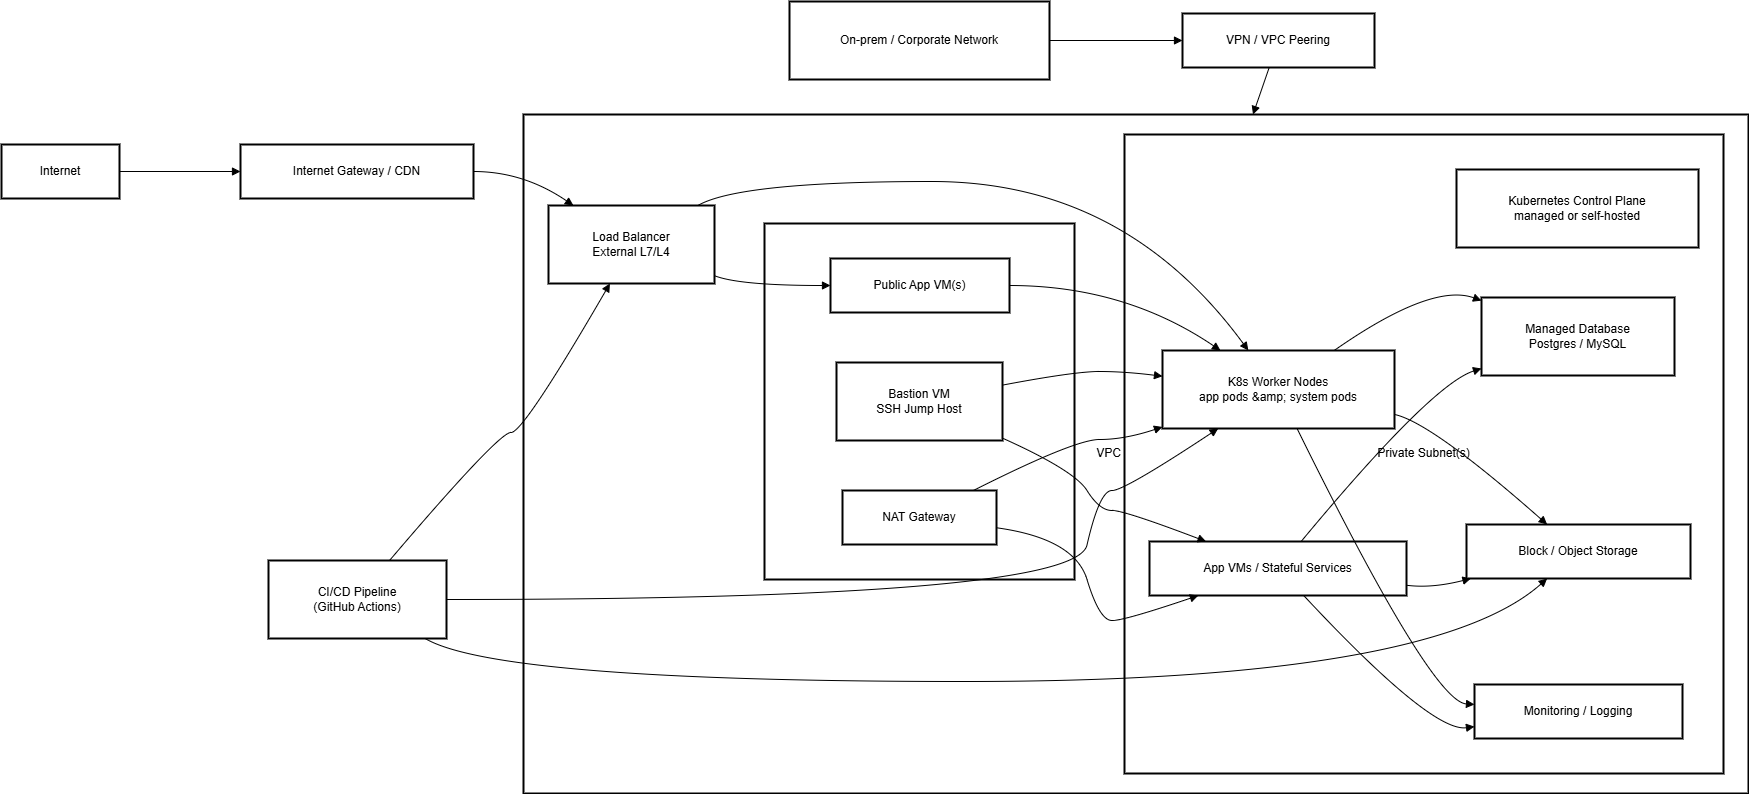 On-prem / Corporate Network
VPN / VPC Peering
Internet
Internet Gateway / CDN
Load Balancer
External L7/L4
Kubernetes Control Plane
managed or self-hosted
Public App VM(s)
Managed Database
Postgres / MySQL
Bastion VM
SSH Jump Host
K8s Worker Nodes
app pods &amp; system pods
VPC
Private Subnet(s)
NAT Gateway
App VMs / Stateful Services
Block / Object Storage
CI/CD Pipeline
(GitHub Actions)
Monitoring / Logging